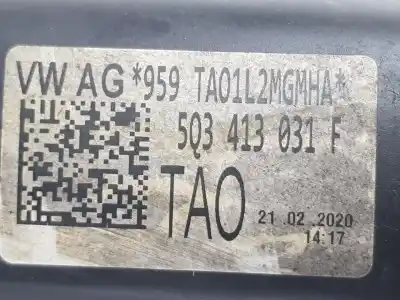 VW AG *959 TAO1L2MGMHA*
5Q3 413 031 F
TAO
21 02 2020
14:17